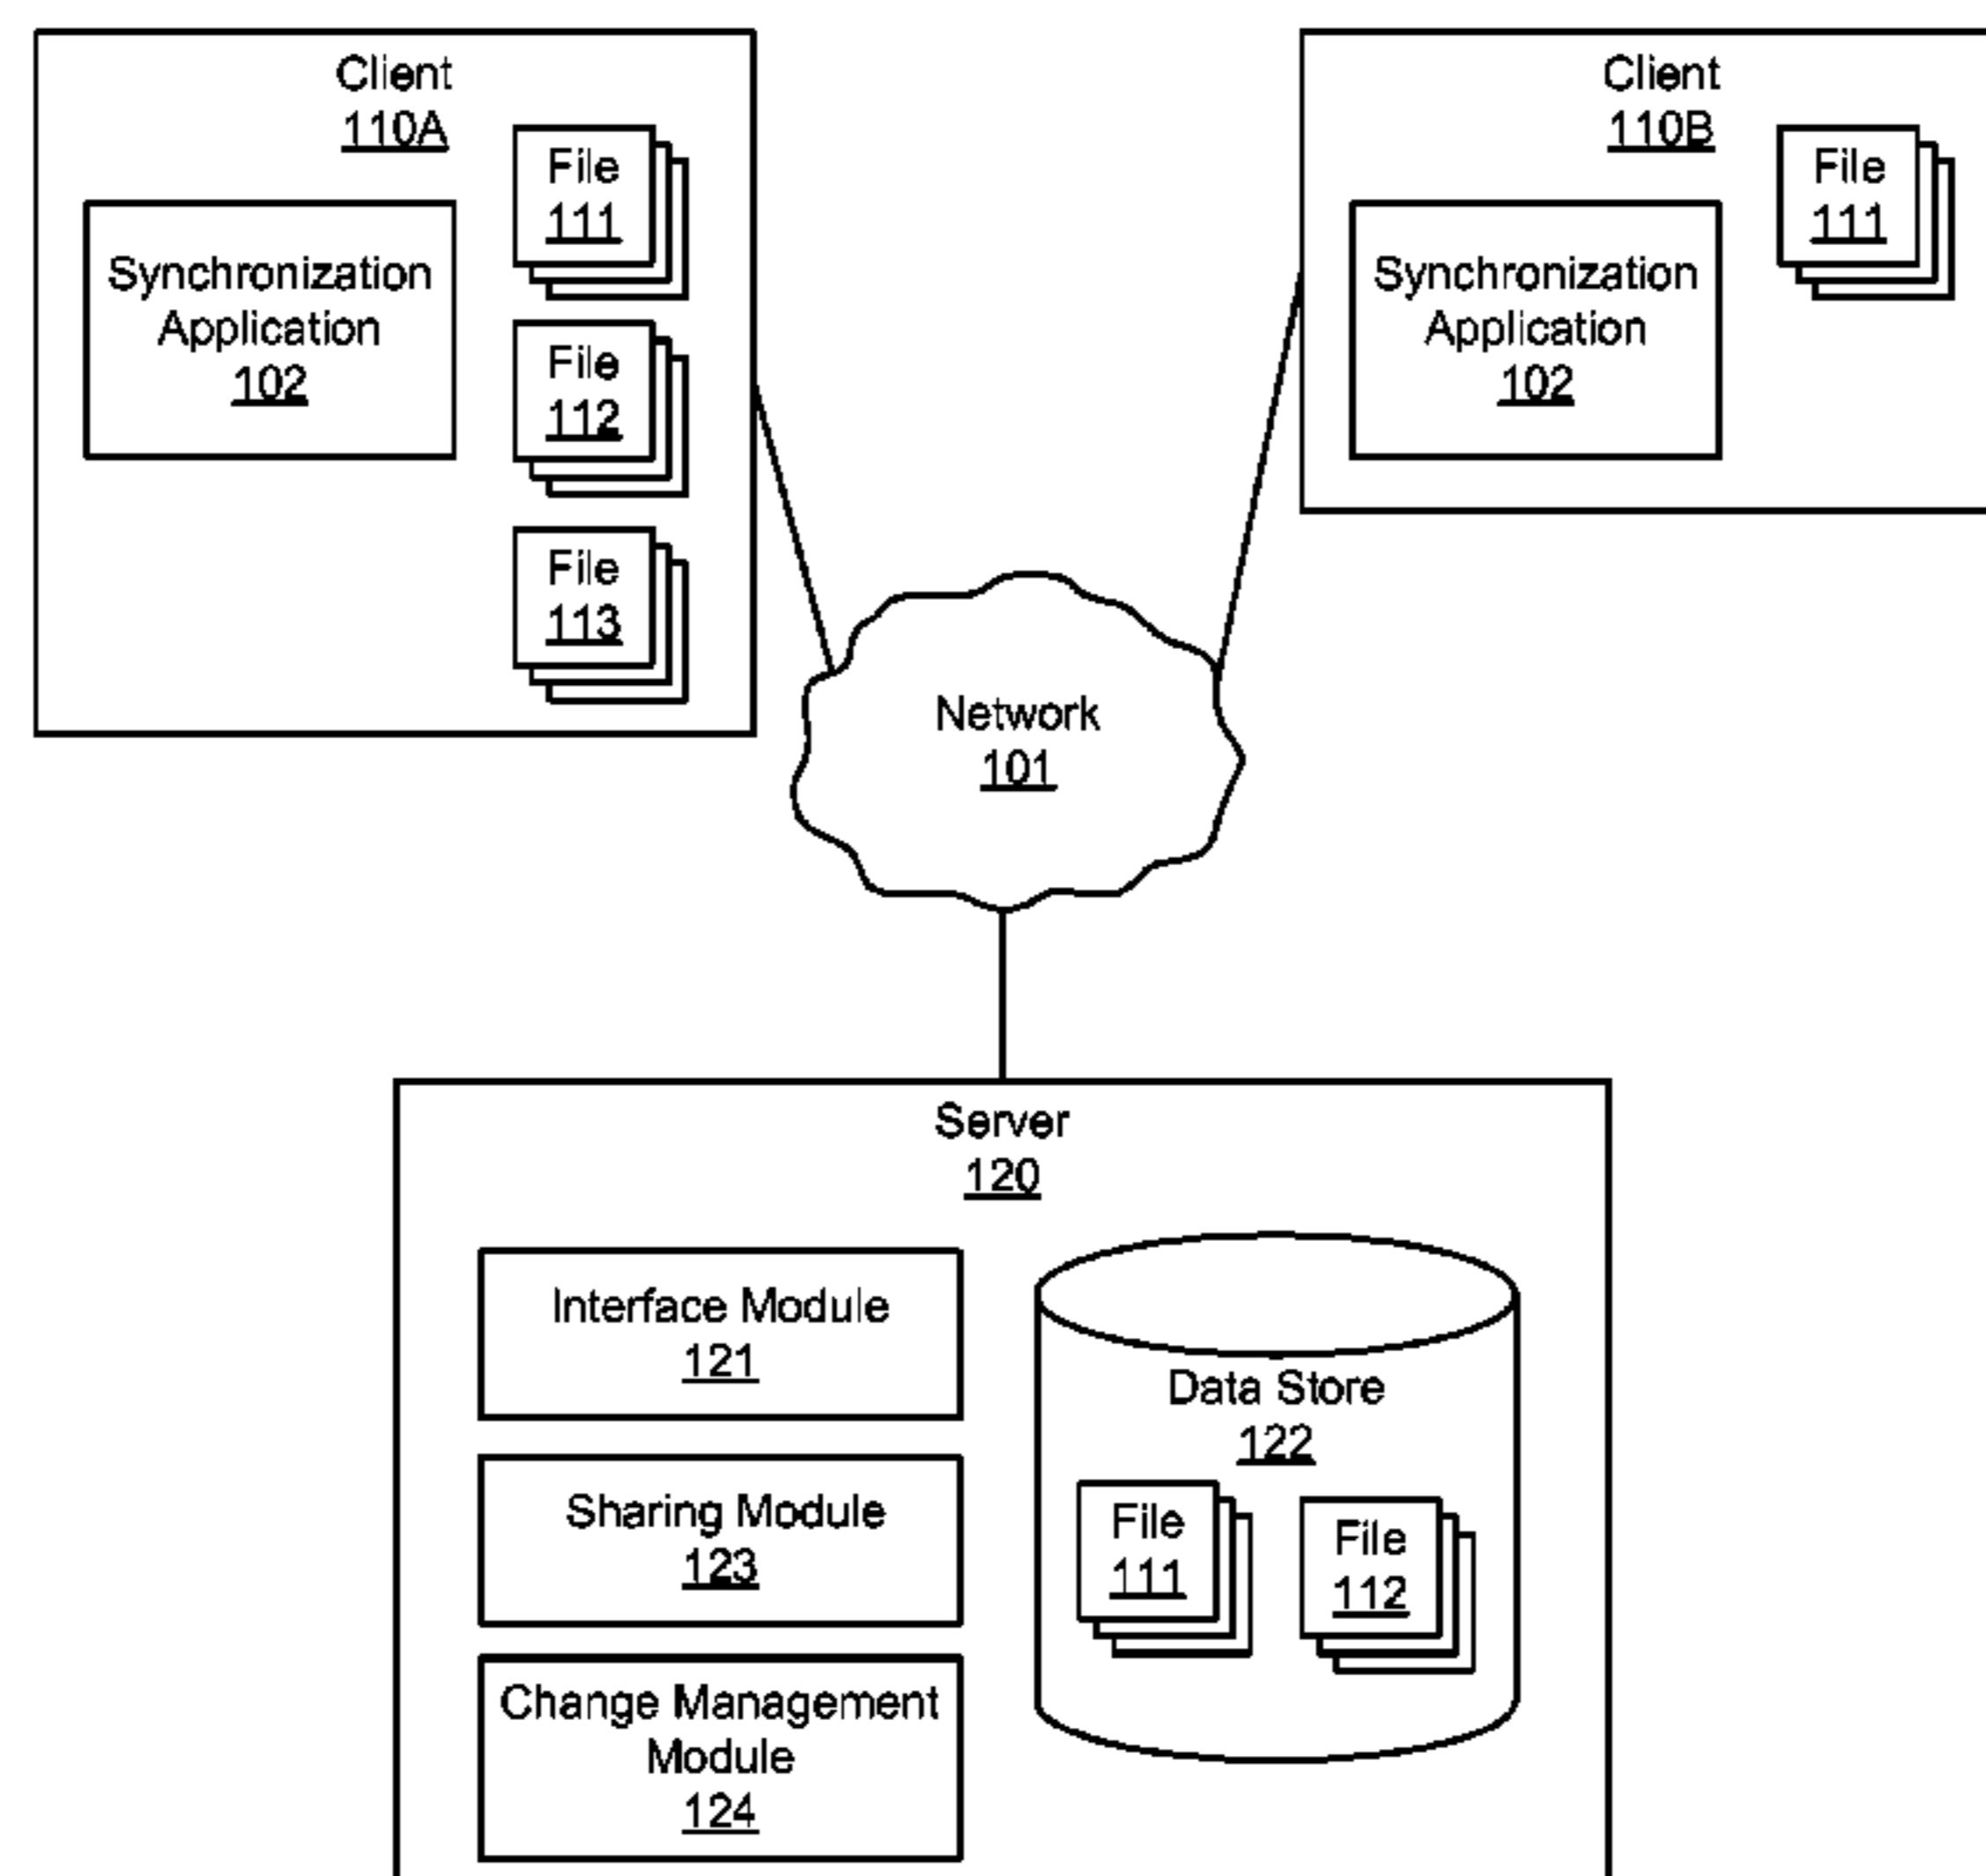 Client
110A
File
111
Synchronization
Application
102
File
112
File
113
Client
110B
File
111
Synchronization
Application
102
Network
101
Server
120
Interface Module
121
Sharing Module
123
Change Management
Module
124
Data Store
122
File
111
File
112